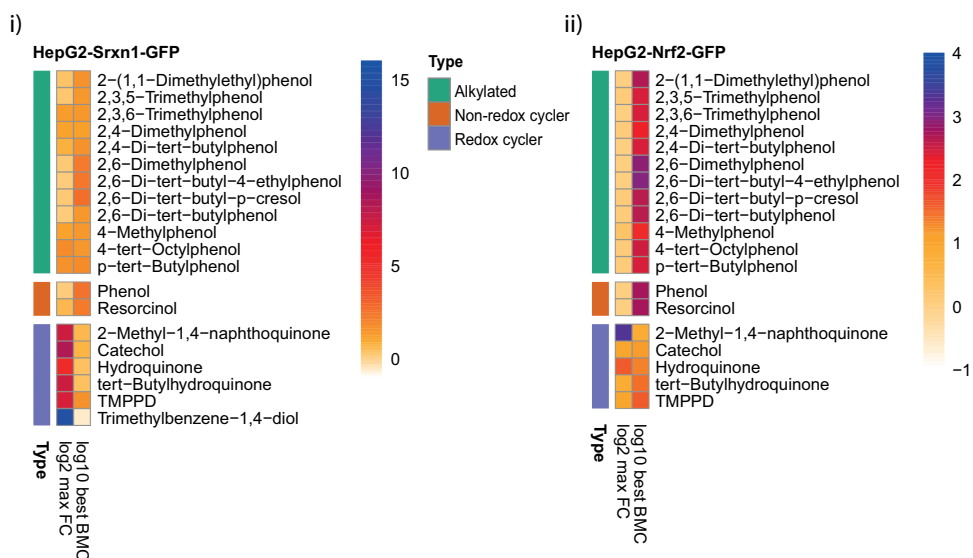 i)
HepG2-Srxn1-GFP
2−(1,1−Dimethylethyl)phenol
2,3,5−Trimethylphenol
2,3,6−Trimethylphenol
2,4−Dimethylphenol
2,4−Di−tert−butylphenol
2,6−Dimethylphenol
2,6−Di−tert−butyl−4−ethylphenol
2,6−Di−tert−butyl−p−cresol
2,6−Di−tert−butylphenol
4−Methylphenol
4−tert−Octylphenol
p−tert−Butylphenol
Phenol
Resorcinol
2−Methyl−1,4−naphthoquinone
Catechol
Hydroquinone
tert−Butylhydroquinone
TMPPD
Trimethylbenzene−1,4−diol
Type
log2 max FC
log10 best BMC
15
10
5
0
Type
Alkylated
Non−redox cycler
Redox cycler
ii)
HepG2-Nrf2-GFP
2−(1,1−Dimethylethyl)phenol
2,3,5−Trimethylphenol
2,3,6−Trimethylphenol
2,4−Dimethylphenol
2,4−Di−tert−butylphenol
2,6−Dimethylphenol
2,6−Di−tert−butyl−4−ethylphenol
2,6−Di−tert−butyl−p−cresol
2,6−Di−tert−butylphenol
4−Methylphenol
4−tert−Octylphenol
p−tert−Butylphenol
Phenol
Resorcinol
2−Methyl−1,4−naphthoquinone
Catechol
Hydroquinone
tert−Butylhydroquinone
TMPPD
Type
log2 max FC
log10 best BMC
4
3
2
1
0
−1